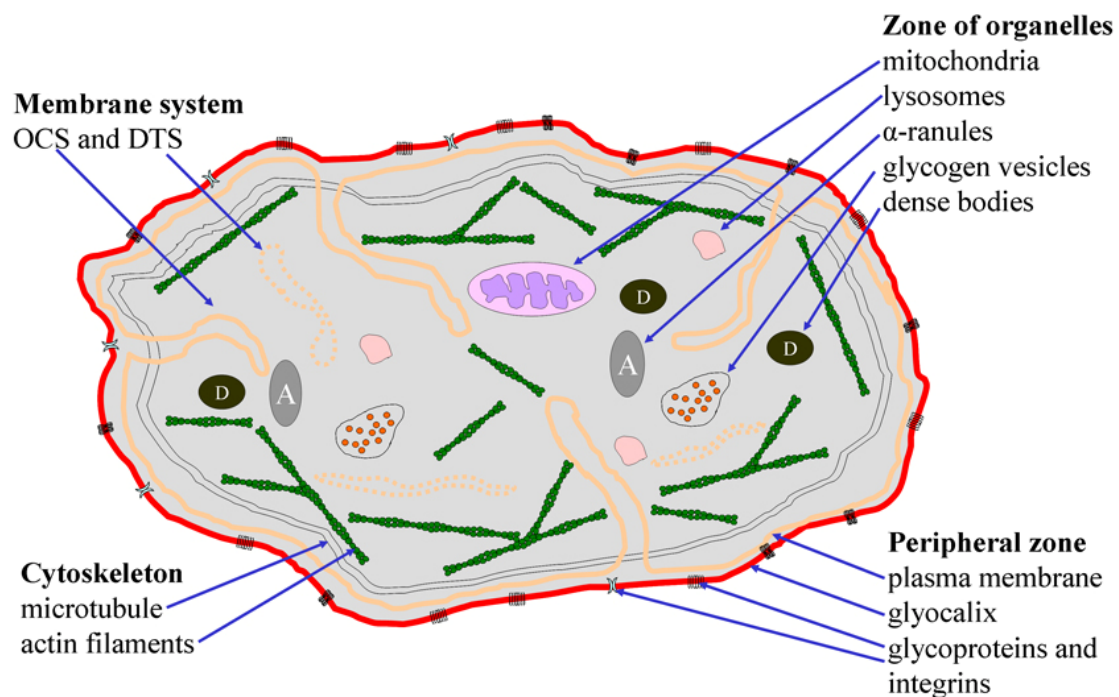 Zone of organelles
mitochondria
lysosomes
α-ranules
glycogen vesicles
dense bodies
Membrane system
OCS and DTS
D
D
A
D
A
Cytoskeleton
microtubule
actin filaments
Peripheral zone
plasma membrane
glyocalix
glycoproteins and
integrins